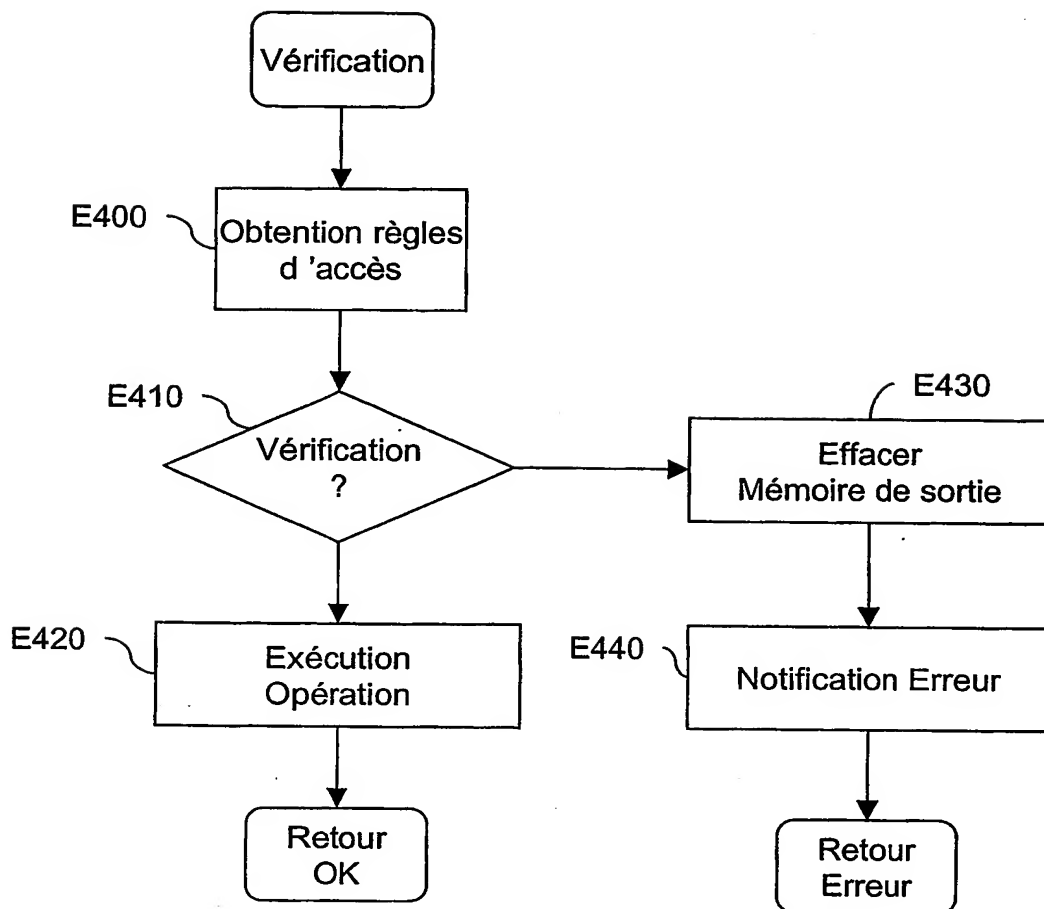 Vérification
E400
Obtention règles
d 'accès
E410
Vérification
?
E430
Effacer
Mémoire de sortie
E420
Exécution
Opération
E440
Notification Erreur
Retour
OK
Retour
Erreur